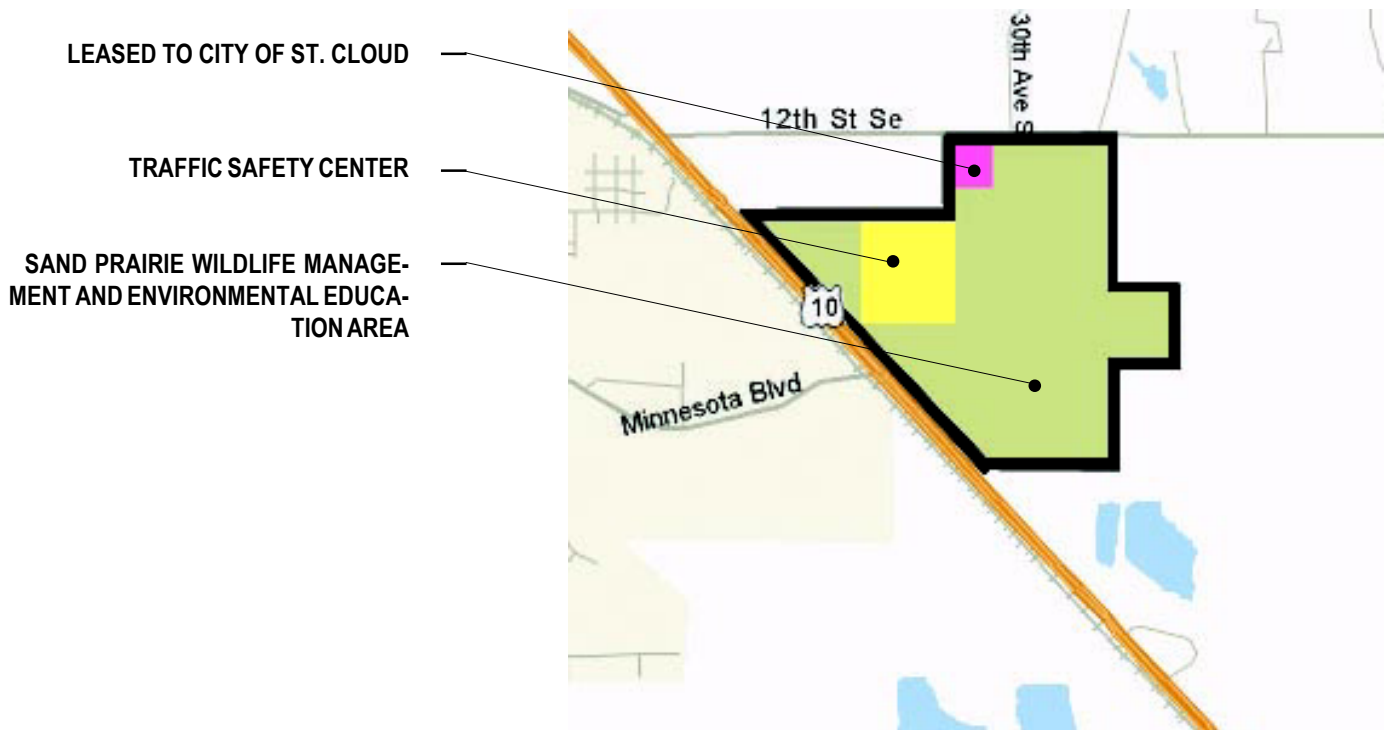 LEASED TO CITY OF ST. CLOUD
TRAFFIC SAFETY CENTER
SAND PRAIRIE WILDLIFE MANAGE-
MENT AND ENVIRONMENTAL EDUCA-
TION AREA
30th Ave S
12th St Se
10
Minnesota Blvd